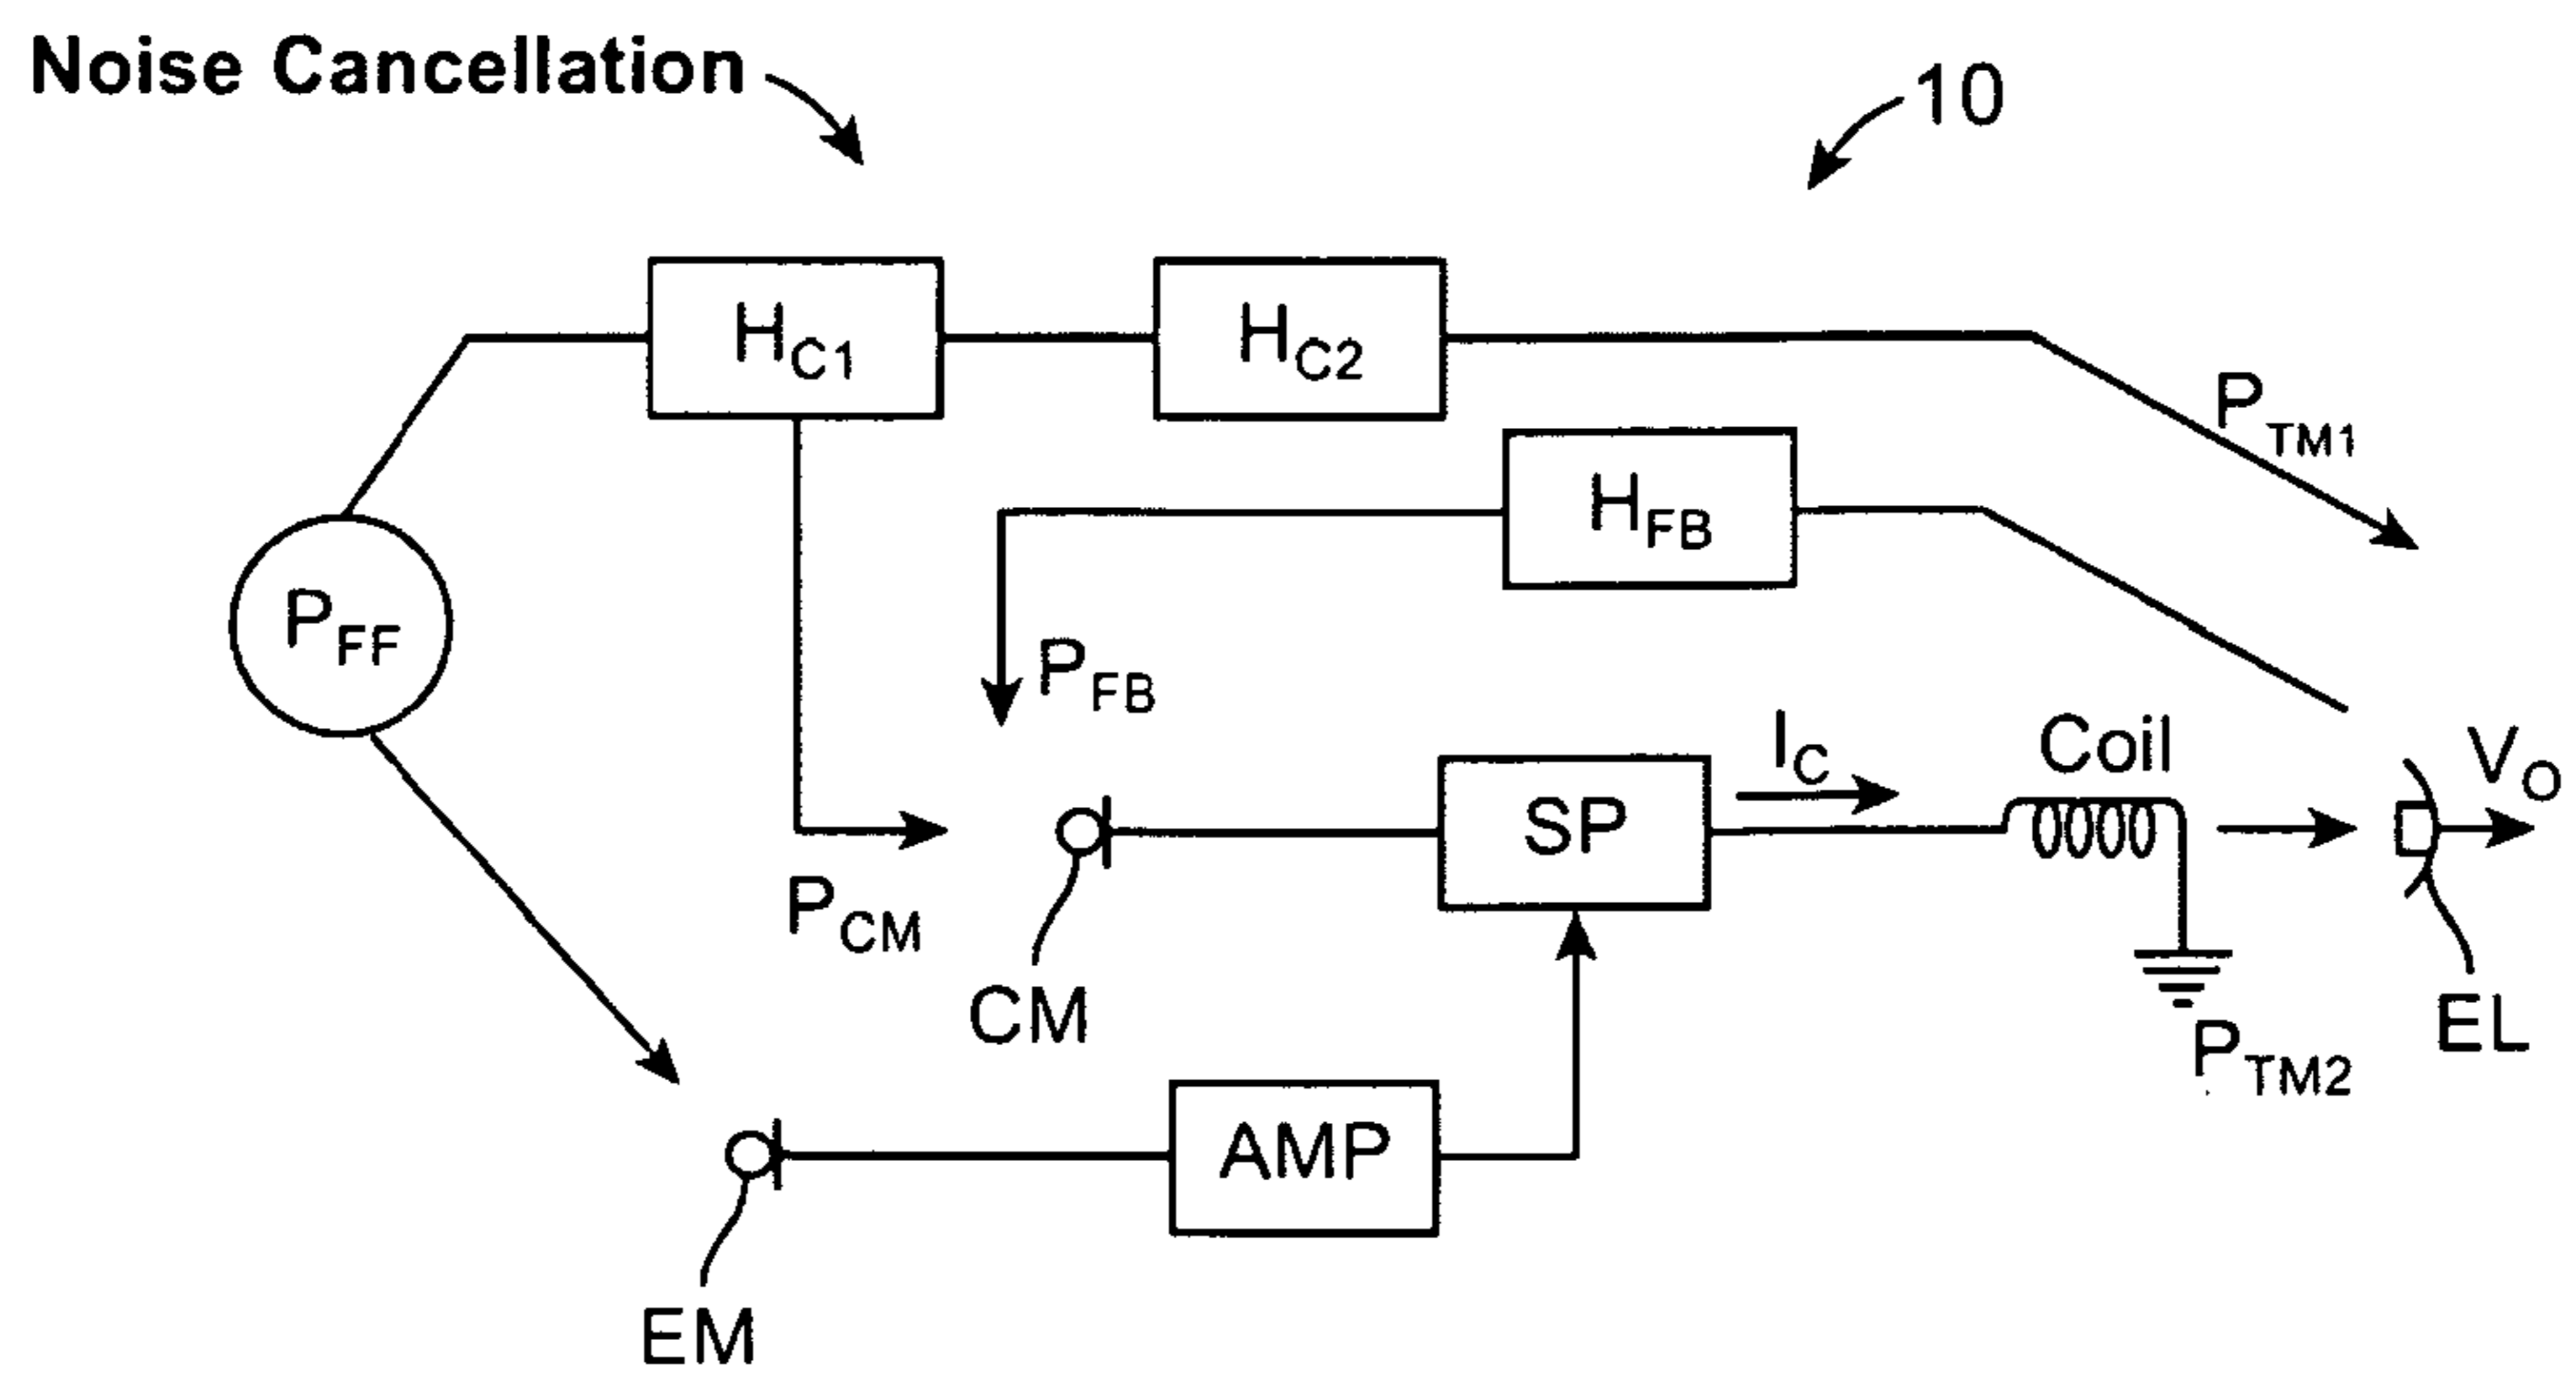 Noise Cancellation
10
H_C1
H_C2
P_TM1
H_FB
P_FF
P_FB
I_C
Coil
V_O
SP
P_CM
CM
EL
P_TM2
AMP
EM